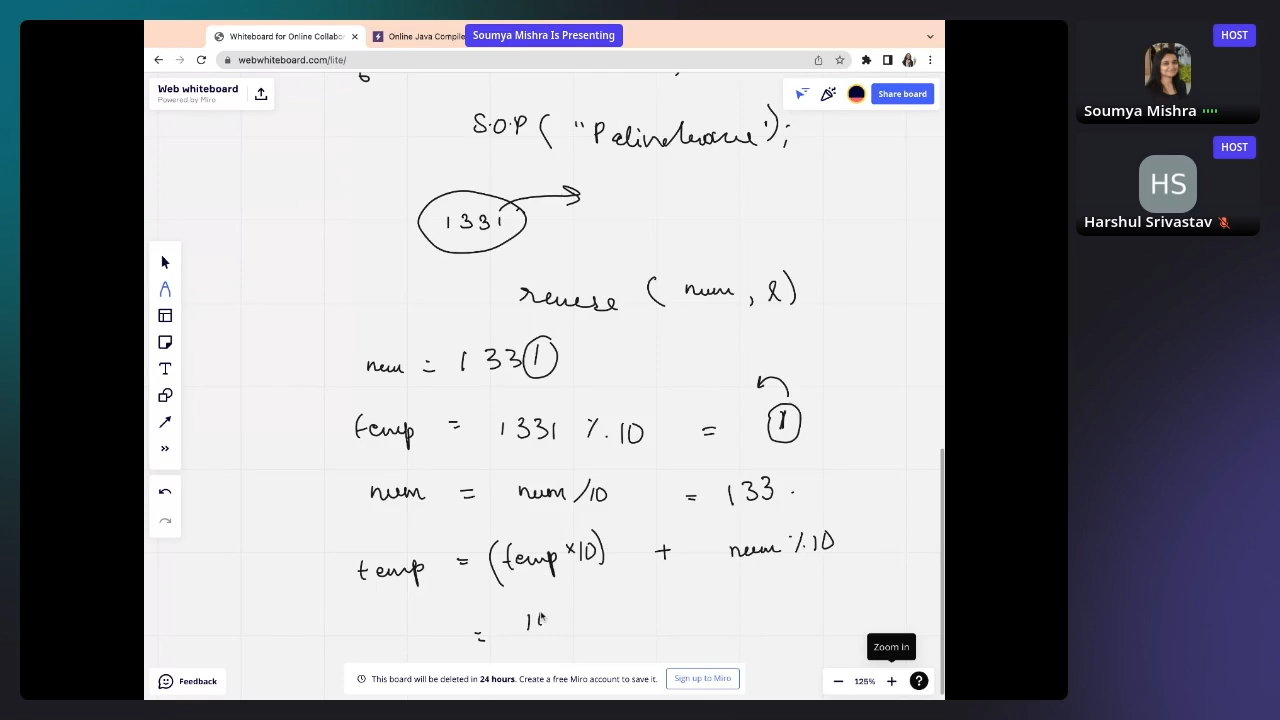 Whiteboard for Online Collabor
Online Java Compile
Soumya Mishra Is Presenting
webwhiteboard.com/lite/
Web whiteboard
Powered by Miro
Share board
S.O.P ( "Palindrome");
1331
reverse ( num , l)
num = 1331
temp = 1331 %10 = 1
num = num/10 = 133.
temp = (temp × 10) + num %10
=
Zoom in
Feedback
This board will be deleted in 24 hours. Create a free Miro account to save it.
Sign up to Miro
125%
HOST
Soumya Mishra
HOST
HS
Harshul Srivastav